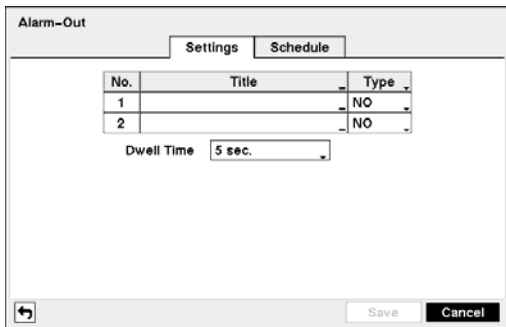 Alarm-Out
Settings Schedule
No. Title Type
1 NO
2 NO
Dwell Time 5 sec.
Save Cancel